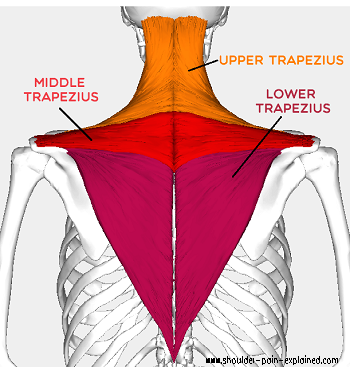 UPPER TRAPEZIUS
MIDDLE
TRAPEZIUS
LOWER
TRAPEZIUS
www.shoulder-pain-explained.com